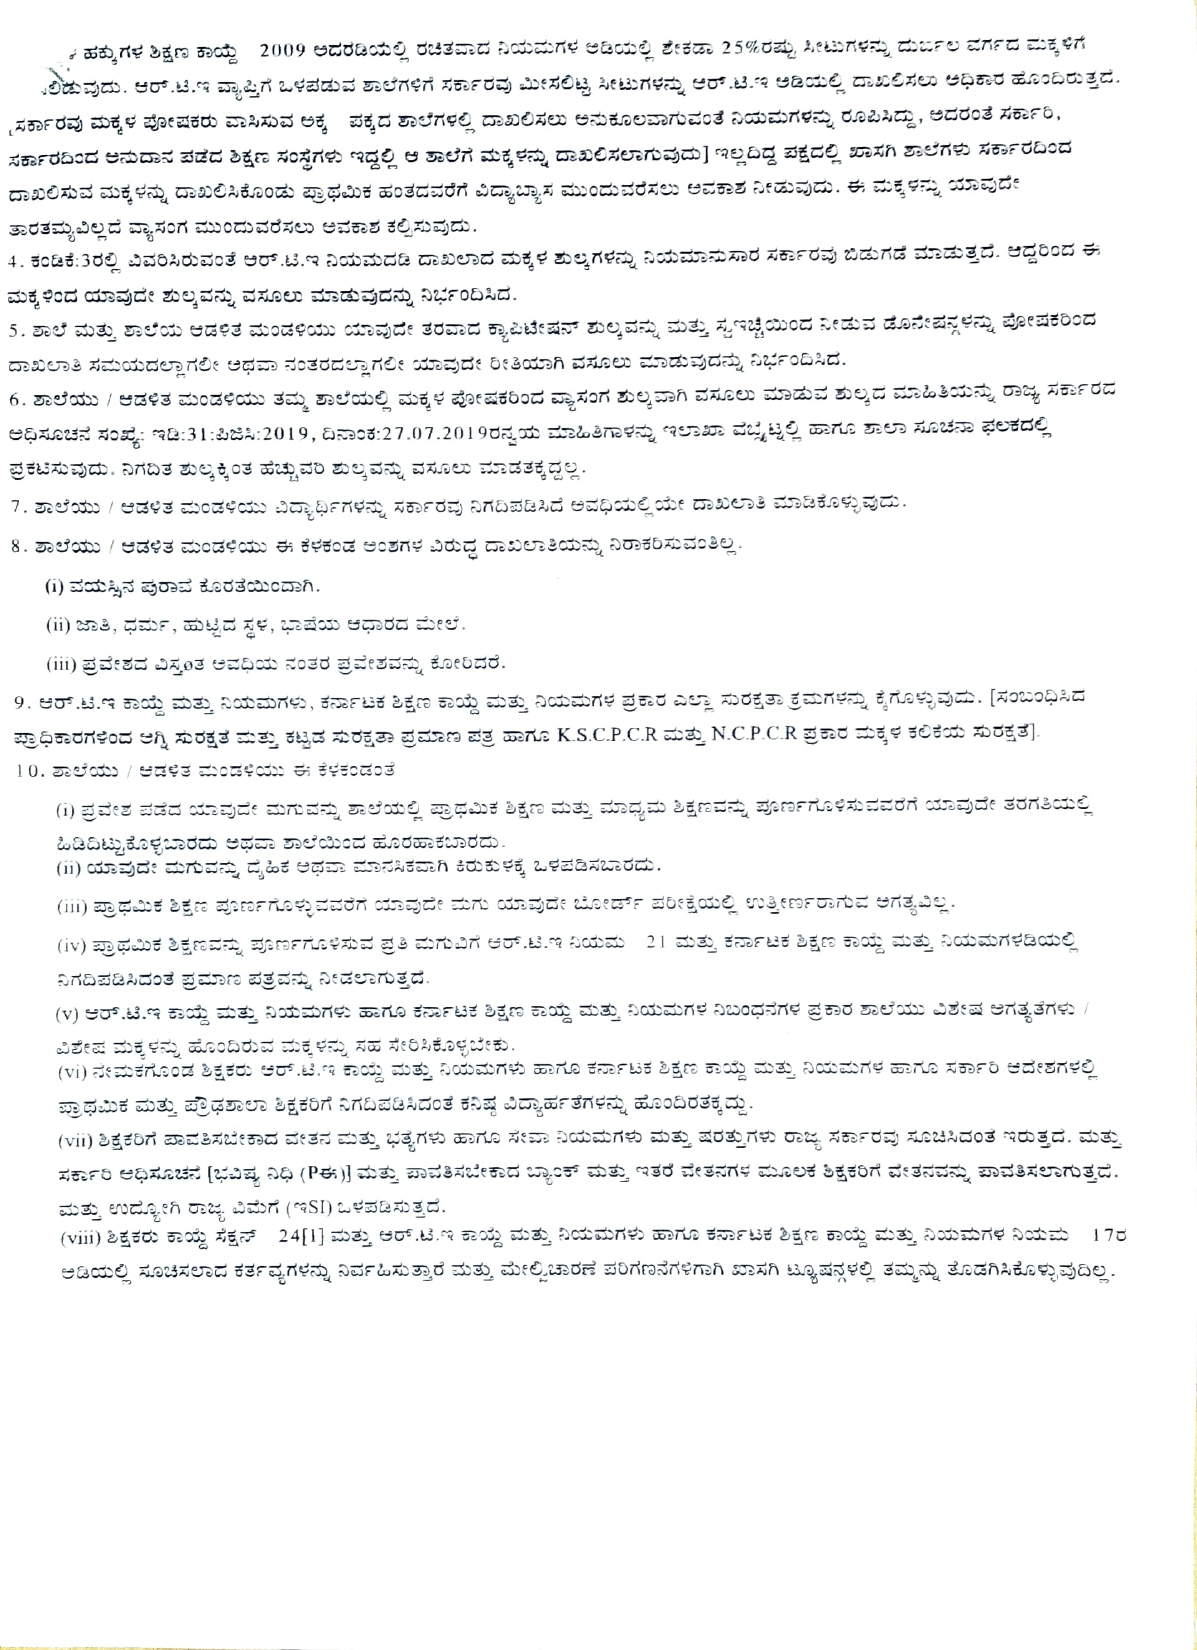 ಹಕ್ಕುಗಳ ಶಿಕ್ಷಣ ಕಾಯ್ದೆ 2009 ಅದರಡಿಯಲ್ಲಿ ರಚಿತವಾದ ನಿಯಮಗಳ ಅಡಿಯಲ್ಲಿ ಶೇಕಡಾ 25%ರಷ್ಟು ಸೀಟುಗಳನ್ನು ದುರ್ಬಲ ವರ್ಗದ ಮಕ್ಕಳಿಗೆ
ಆರ್.ಟಿ.ಇ ವ್ಯಾಪ್ತಿಗೆ ಒಳಪಡುವ ಶಾಲೆಗಳಿಗೆ ಸರ್ಕಾರವು ಮೀಸಲಿಟ್ಟ ಸೀಟುಗಳನ್ನು ಆರ್.ಟಿ.ಇ ಅಡಿಯಲ್ಲಿ ದಾಖಲಿಸಲು ಅಧಿಕಾರ ಹೊಂದಿರುತ್ತದೆ.
ಸರ್ಕಾರವು ಮಕ್ಕಳ ಪೋಷಕರು ವಾಸಿಸುವ ಅಕ್ಕ ಪಕ್ಕದ ಶಾಲೆಗಳಲ್ಲಿ ದಾಖಲಿಸಲು ಅನುಕೂಲವಾಗುವಂತೆ ನಿಯಮಗಳನ್ನು ರೂಪಿಸಿದ್ದು, ಅದರಂತೆ ಸರ್ಕಾರಿ,
ಸರ್ಕಾರದಿಂದ ಅನುದಾನ ಪಡೆದ ಶಿಕ್ಷಣ ಸಂಸ್ಥೆಗಳು ಇದ್ದಲ್ಲಿ ಆ ಶಾಲೆಗೆ ಮಕ್ಕಳನ್ನು ದಾಖಲಿಸಲಾಗುವುದು] ಇಲ್ಲದಿದ್ದ ಪಕ್ಷದಲ್ಲಿ ಖಾಸಗಿ ಶಾಲೆಗಳು ಸರ್ಕಾರದಿಂದ
ದಾಖಲಿಸುವ ಮಕ್ಕಳನ್ನು ದಾಖಲಿಸಿಕೊಂಡು ಪ್ರಾಥಮಿಕ ಹಂತದವರೆಗೆ ವಿದ್ಯಾಭ್ಯಾಸ ಮುಂದುವರೆಸಲು ಅವಕಾಶ ನೀಡುವುದು. ಈ ಮಕ್ಕಳನ್ನು ಯಾವುದೇ
ತಾರತಮ್ಯವಿಲ್ಲದೆ ವ್ಯಾಸಂಗ ಮುಂದುವರೆಸಲು ಅವಕಾಶ ಕಲ್ಪಿಸುವುದು.
4. ಕಂಡಿಕೆ:3ರಲ್ಲಿ ವಿವರಿಸಿರುವಂತೆ ಆರ್.ಟಿ.ಇ ನಿಯಮದಡಿ ದಾಖಲಾದ ಮಕ್ಕಳ ಶುಲ್ಕಗಳನ್ನು ನಿಯಮಾನುಸಾರ ಸರ್ಕಾರವು ಬಿಡುಗಡೆ ಮಾಡುತ್ತದೆ. ಆದ್ದರಿಂದ ಈ
ಮಕ್ಕಳಿಂದ ಯಾವುದೇ ಶುಲ್ಕವನ್ನು ವಸೂಲು ಮಾಡುವುದನ್ನು ನಿರ್ಭಂದಿಸಿದೆ.
5. ಶಾಲೆ ಮತ್ತು ಶಾಲೆಯ ಆಡಳಿತ ಮಂಡಳಿಯು ಯಾವುದೇ ತರವಾದ ಕ್ಯಾಪಿಟೇಷನ್ ಶುಲ್ಕವನ್ನು ಮತ್ತು ಸ್ವಇಚ್ಚೆಯಿಂದ ನೀಡುವ ಡೊನೇಷನ್ಗಳನ್ನು ಪೋಷಕರಿಂದ
ದಾಖಲಾತಿ ಸಮಯದಲ್ಲಾಗಲೀ ಅಥವಾ ನಂತರದಲ್ಲಾಗಲೀ ಯಾವುದೇ ರೀತಿಯಾಗಿ ವಸೂಲು ಮಾಡುವುದನ್ನು ನಿರ್ಭಂದಿಸಿದೆ.
6. ಶಾಲೆಯು / ಆಡಳಿತ ಮಂಡಳಿಯು ತಮ್ಮ ಶಾಲೆಯಲ್ಲಿ ಮಕ್ಕಳ ಪೋಷಕರಿಂದ ವ್ಯಾಸಂಗ ಶುಲ್ಕವಾಗಿ ವಸೂಲು ಮಾಡುವ ಶುಲ್ಕದ ಮಾಹಿತಿಯನ್ನು ರಾಜ್ಯ ಸರ್ಕಾರದ
ಅಧಿಸೂಚನೆ ಸಂಖ್ಯೆ: ಇಡಿ:31:ಪಿಜಿಸಿ:2019, ದಿನಾಂಕ:27.07.2019ರನ್ವಯ ಮಾಹಿತಿಗಾಳನ್ನು ಇಲಾಖಾ ವೆಬ್ಸೈಟ್ನಲ್ಲಿ ಹಾಗೂ ಶಾಲಾ ಸೂಚನಾ ಫಲಕದಲ್ಲಿ
ಪ್ರಕಟಿಸುವುದು. ನಿಗದಿತ ಶುಲ್ಕಕ್ಕಿಂತ ಹೆಚ್ಚುವರಿ ಶುಲ್ಕವನ್ನು ವಸೂಲು ಮಾಡತಕ್ಕದ್ದಲ್ಲ.
7. ಶಾಲೆಯು / ಆಡಳಿತ ಮಂಡಳಿಯು ವಿದ್ಯಾರ್ಥಿಗಳನ್ನು ಸರ್ಕಾರವು ನಿಗದಿಪಡಿಸಿದೆ ಅವಧಿಯಲ್ಲಿಯೇ ದಾಖಲಾತಿ ಮಾಡಿಕೊಳ್ಳುವುದು.
8. ಶಾಲೆಯು / ಆಡಳಿತ ಮಂಡಳಿಯು ಈ ಕೆಳಕಂಡ ಅಂಶಗಳ ವಿರುದ್ಧ ದಾಖಲಾತಿಯನ್ನು ನಿರಾಕರಿಸುವಂತಿಲ್ಲ.
(i) ವಯಸ್ಸಿನ ಪುರಾವೆ ಕೊರತೆಯಿಂದಾಗಿ.
(ii) ಜಾತಿ, ಧರ್ಮ, ಹುಟ್ಟಿದ ಸ್ಥಳ, ಭಾಷೆಯ ಆಧಾರದ ಮೇಲೆ.
(iii) ಪ್ರವೇಶದ ಅವಧಿಯ ನಂತರ ಪ್ರವೇಶವನ್ನು ಕೋರಿದರೆ.
9. ಆರ್.ಟಿ.ಇ ಕಾಯ್ದೆ ಮತ್ತು ನಿಯಮಗಳು, ಕರ್ನಾಟಕ ಶಿಕ್ಷಣ ಕಾಯ್ದೆ ಮತ್ತು ನಿಯಮಗಳ ಪ್ರಕಾರ ಎಲ್ಲಾ ಸುರಕ್ಷತಾ ಕ್ರಮಗಳನ್ನು ಕೈಗೊಳ್ಳುವುದು. [ಸಂಬಂಧಿಸಿದ
ಪ್ರಾಧಿಕಾರಗಳಿಂದ ಅಗ್ನಿ ಸುರಕ್ಷತೆ ಮತ್ತು ಕಟ್ಟಡ ಸುರಕ್ಷತಾ ಪ್ರಮಾಣ ಪತ್ರ ಹಾಗೂ K.S.C.P.C.R ಮತ್ತು N.C.P.C.R ಪ್ರಕಾರ ಮಕ್ಕಳ ಕಲಿಕೆಯ ಸುರಕ್ಷತೆ].
10. ಶಾಲೆಯು / ಆಡಳಿತ ಮಂಡಳಿಯು ಈ ಕೆಳಕಂಡಂತೆ
(i) ಪ್ರವೇಶ ಪಡೆದ ಯಾವುದೇ ಮಗುವನ್ನು ಶಾಲೆಯಲ್ಲಿ ಪ್ರಾಥಮಿಕ ಶಿಕ್ಷಣ ಮತ್ತು ಮಾಧ್ಯಮ ಶಿಕ್ಷಣವನ್ನು ಪೂರ್ಣಗೊಳಿಸುವವರೆಗೆ ಯಾವುದೇ ತರಗತಿಯಲ್ಲಿ
ಹಿಡಿದಿಟ್ಟುಕೊಳ್ಳಬಾರದು ಅಥವಾ ಶಾಲೆಯಿಂದ ಹೊರಹಾಕಬಾರದು.
(ii) ಯಾವುದೇ ಮಗುವನ್ನು ದೈಹಿಕ ಅಥವಾ ಮಾನಸಿಕವಾಗಿ ಕಿರುಕುಳಕ್ಕೆ ಒಳಪಡಿಸಬಾರದು.
(iii) ಪ್ರಾಥಮಿಕ ಶಿಕ್ಷಣ ಪೂರ್ಣಗೊಳ್ಳುವವರೆಗೆ ಯಾವುದೇ ಮಗು ಯಾವುದೇ ಬೋರ್ಡ್ ಪರೀಕ್ಷೆಯಲ್ಲಿ ಉತ್ತೀರ್ಣರಾಗುವ ಅಗತ್ಯವಿಲ್ಲ.
(iv) ಪ್ರಾಥಮಿಕ ಶಿಕ್ಷಣವನ್ನು ಪೂರ್ಣಗೊಳಿಸುವ ಪ್ರತಿ ಮಗುವಿಗೆ ಆರ್.ಟಿ.ಇ ನಿಯಮ 21 ಮತ್ತು ಕರ್ನಾಟಕ ಶಿಕ್ಷಣ ಕಾಯ್ದೆ ಮತ್ತು ನಿಯಮಗಳಡಿಯಲ್ಲಿ
ನಿಗದಿಪಡಿಸಿದಂತೆ ಪ್ರಮಾಣ ಪತ್ರವನ್ನು ನೀಡಲಾಗುತ್ತದೆ.
(v) ಆರ್.ಟಿ.ಇ ಕಾಯ್ದೆ ಮತ್ತು ನಿಯಮಗಳು ಹಾಗೂ ಕರ್ನಾಟಕ ಶಿಕ್ಷಣ ಕಾಯ್ದೆ ಮತ್ತು ನಿಯಮಗಳ ನಿಬಂಧನೆಗಳ ಪ್ರಕಾರ ಶಾಲೆಯು ವಿಶೇಷ ಅಗತ್ಯತೆಗಳು /
ವಿಶೇಷ ಮಕ್ಕಳನ್ನು ಹೊಂದಿರುವ ಮಕ್ಕಳನ್ನು ಸಹ ಸೇರಿಸಿಕೊಳ್ಳಬೇಕು.
(vi) ನೇಮಕಗೊಂಡ ಶಿಕ್ಷಕರು ಆರ್.ಟಿ.ಇ ಕಾಯ್ದೆ ಮತ್ತು ನಿಯಮಗಳು ಹಾಗೂ ಕರ್ನಾಟಕ ಶಿಕ್ಷಣ ಕಾಯ್ದೆ ಮತ್ತು ನಿಯಮಗಳ ಹಾಗೂ ಸರ್ಕಾರಿ ಆದೇಶಗಳಲ್ಲಿ
ಪ್ರಾಥಮಿಕ ಮತ್ತು ಪ್ರೌಢಶಾಲಾ ಶಿಕ್ಷಕರಿಗೆ ನಿಗದಿಪಡಿಸಿದಂತೆ ಕನಿಷ್ಠ ವಿದ್ಯಾರ್ಹತೆಗಳನ್ನು ಹೊಂದಿರತಕ್ಕದ್ದು.
(vii) ಶಿಕ್ಷಕರಿಗೆ ಪಾವತಿಸಬೇಕಾದ ವೇತನ ಮತ್ತು ಭತ್ಯೆಗಳು ಹಾಗೂ ಸೇವಾ ನಿಯಮಗಳು ಮತ್ತು ಷರತ್ತುಗಳು ರಾಜ್ಯ ಸರ್ಕಾರವು ಸೂಚಿಸಿದಂತೆ ಇರುತ್ತದೆ. ಮತ್ತು
ಸರ್ಕಾರಿ ಅಧಿಸೂಚನೆ [ಭವಿಷ್ಯ ನಿಧಿ (Pಈ)] ಮತ್ತು ಪಾವತಿಸಬೇಕಾದ ಬ್ಯಾಂಕ್ ಮತ್ತು ಇತರೆ ವೇತನಗಳ ಮೂಲಕ ಶಿಕ್ಷಕರಿಗೆ ವೇತನವನ್ನು ಪಾವತಿಸಲಾಗುತ್ತದೆ.
ಮತ್ತು ಉದ್ಯೋಗಿ ರಾಜ್ಯ ವಿಮೆಗೆ (ಇSI) ಒಳಪಡಿಸುತ್ತದೆ.
(viii) ಶಿಕ್ಷಕರು ಕಾಯ್ದೆ ಸೆಕ್ಷನ್ 24[1] ಮತ್ತು ಆರ್.ಟಿ.ಇ ಕಾಯ್ದೆ ಮತ್ತು ನಿಯಮಗಳು ಹಾಗೂ ಕರ್ನಾಟಕ ಶಿಕ್ಷಣ ಕಾಯ್ದೆ ಮತ್ತು ನಿಯಮಗಳ ನಿಯಮ 17ರ
ಅಡಿಯಲ್ಲಿ ಸೂಚಿಸಲಾದ ಕರ್ತವ್ಯಗಳನ್ನು ನಿರ್ವಹಿಸುತ್ತಾರೆ ಮತ್ತು ಮೇಲ್ವಿಚಾರಣೆ ಪರಿಗಣನೆಗಳಿಗಾಗಿ ಖಾಸಗಿ ಟ್ಯೂಷನ್ಗಳಲ್ಲಿ ತಮ್ಮನ್ನು ತೊಡಗಿಸಿಕೊಳ್ಳುವುದಿಲ್ಲ.